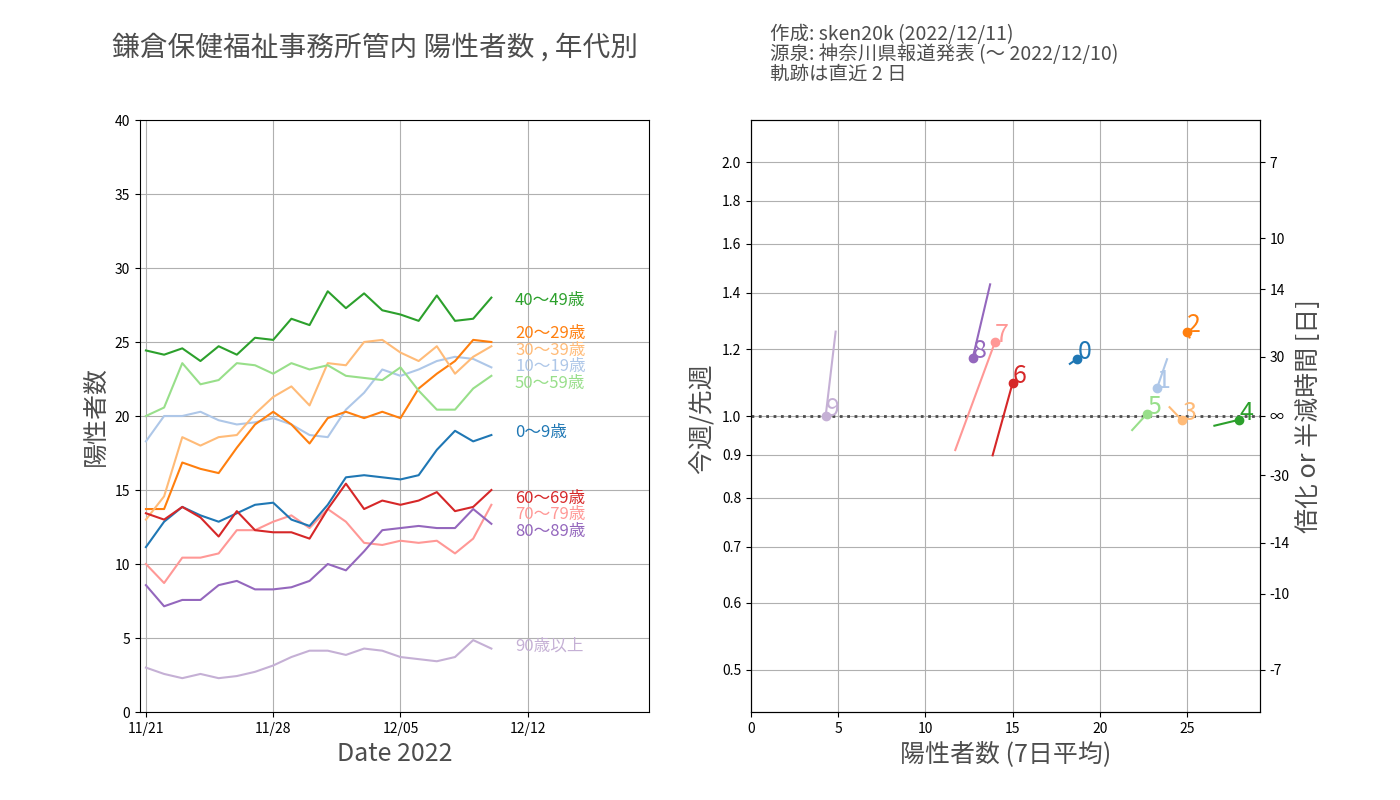 鎌倉保健福祉事務所管内 陽性者数 , 年代別
作成: sken20k (2022/12/11)
源泉: 神奈川県報道発表 (〜 2022/12/10)
軌跡は直近 2 日
陽性者数
40
35
30
25
20
15
10
5
0
11/21
11/28
12/05
12/12
Date 2022
40〜49歳
20〜29歳
30〜39歳
10〜19歳
50〜59歳
0〜9歳
60〜69歳
70〜79歳
80〜89歳
90歳以上
今週/先週
2.0
1.8
1.6
1.4
1.2
1.0
0.9
0.8
0.7
0.6
0.5
0
5
10
15
20
25
陽性者数 (7日平均)
9
8
7
6
0
1
5
3
2
4
7
10
14
30
∞
-30
-14
-10
-7
倍化 or 半減時間 [日]